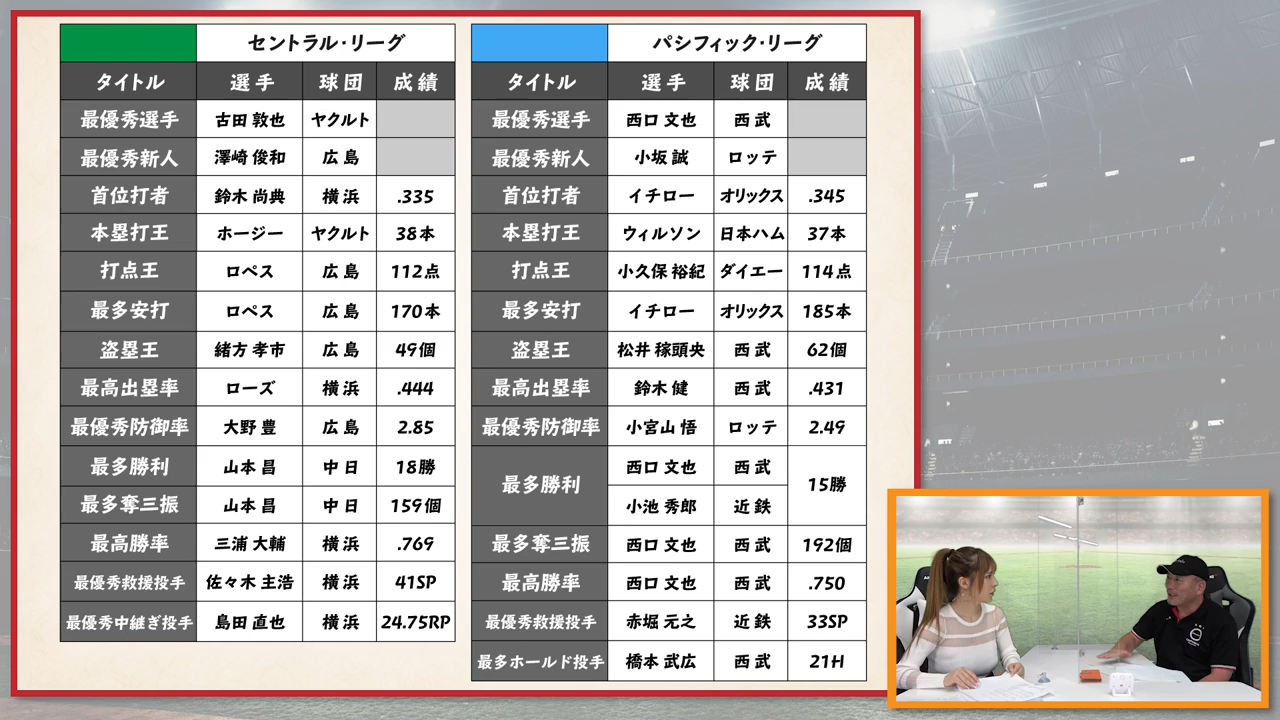 セントラル・リーグ
タイトル 選手 球団 成績
最優秀選手 古田 敦也 ヤクルト
最優秀新人 澤﨑 俊和 広島
首位打者 鈴木 尚典 横浜 .335
本塁打王 ホージー ヤクルト 38本
打点王 ロペス 広島 112点
最多安打 ロペス 広島 170本
盗塁王 緒方 孝市 広島 49個
最高出塁率 ローズ 横浜 .444
最優秀防御率 大野 豊 広島 2.85
最多勝利 山本 昌 中日 18勝
最多奪三振 山本 昌 中日 159個
最高勝率 三浦 大輔 横浜 .769
最優秀救援投手 佐々木 主浩 横浜 41SP
最優秀中継ぎ投手 島田 直也 横浜 24.75RP
パシフィック・リーグ
タイトル 選手 球団 成績
最優秀選手 西口 文也 西武
最優秀新人 小坂 誠 ロッテ
首位打者 イチロー オリックス .345
本塁打王 ウィルソン 日本ハム 37本
打点王 小久保 裕紀 ダイエー 114点
最多安打 イチロー オリックス 185本
盗塁王 松井 稼頭央 西武 62個
最高出塁率 鈴木 健 西武 .431
最優秀防御率 小宮山 悟 ロッテ 2.49
最多勝利 西口 文也 西武 15勝
小池 秀郎 近鉄
最多奪三振 西口 文也 西武 192個
最高勝率 西口 文也 西武 .750
最優秀救援投手 赤堀 元之 近鉄 33SP
最多ホールド投手 橋本 武広 西武 21H